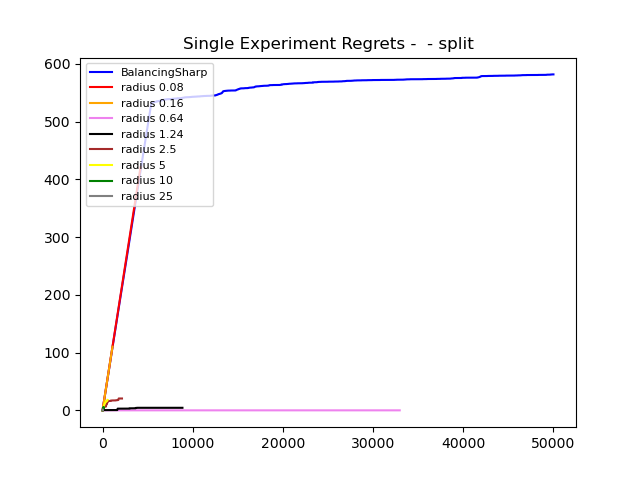 Single Experiment Regrets -  - split
BalancingSharp
radius 0.08
radius 0.16
radius 0.64
radius 1.24
radius 2.5
radius 5
radius 10
radius 25
600
500
400
300
200
100
0
0 10000 20000 30000 40000 50000